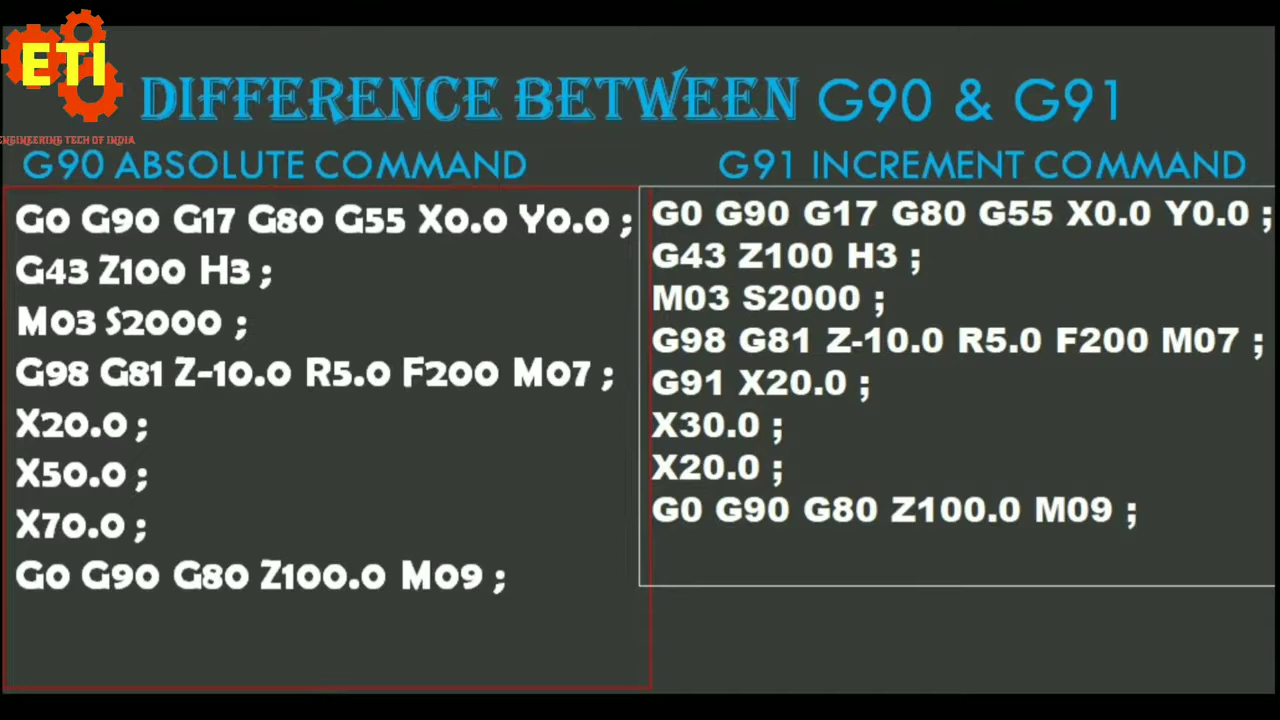 ETI
ENGINEERING TECH OF INDIA
DIFFERENCE BETWEEN G90 & G91
G90 ABSOLUTE COMMAND
G0 G90 G17 G80 G55 X0.0 Y0.0 ;
G43 Z100 H3 ;
M03 S2000 ;
G98 G81 Z-10.0 R5.0 F200 M07 ;
X20.0 ;
X50.0 ;
X70.0 ;
G0 G90 G80 Z100.0 M09 ;
G91 INCREMENT COMMAND
G0 G90 G17 G80 G55 X0.0 Y0.0 ;
G43 Z100 H3 ;
M03 S2000 ;
G98 G81 Z-10.0 R5.0 F200 M07 ;
G91 X20.0 ;
X30.0 ;
X20.0 ;
G0 G90 G80 Z100.0 M09 ;